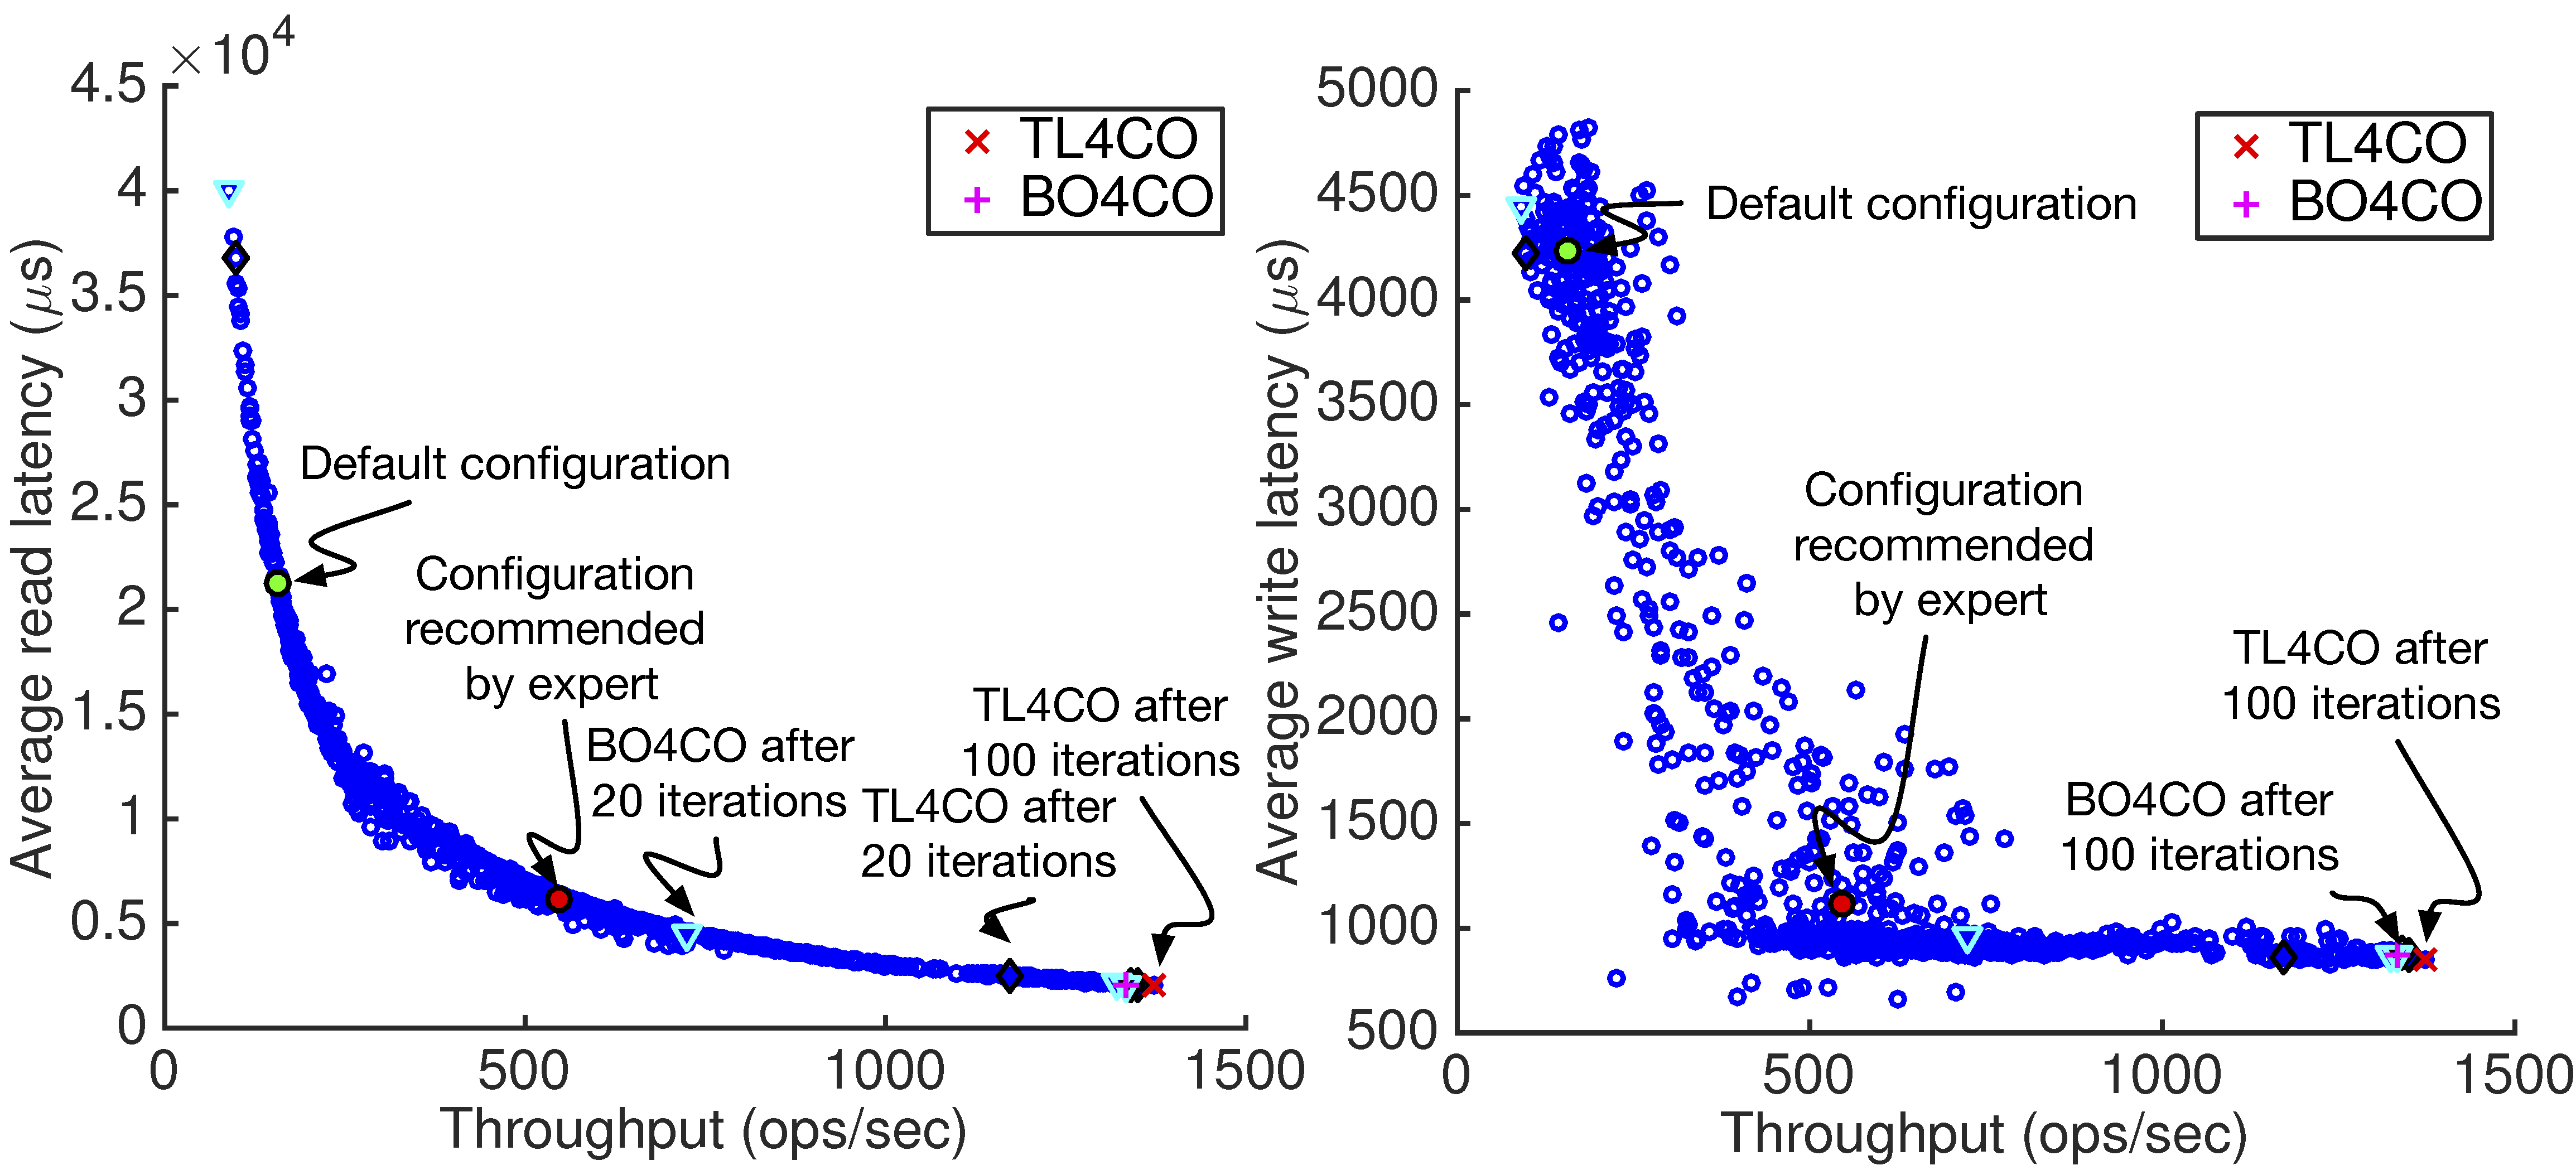 ×10⁴
4.5
4
3.5
3
2.5
2
1.5
1
0.5
0
Average read latency (μs)
0
500
1000
1500
Throughput (ops/sec)
TL4CO
BO4CO
Default configuration
Configuration
recommended
by expert
BO4CO after
20 iterations
TL4CO after
20 iterations
TL4CO after
100 iterations
5000
4500
4000
3500
3000
2500
2000
1500
1000
500
Average write latency (μs)
0
500
1000
1500
Throughput (ops/sec)
TL4CO
BO4CO
Default configuration
Configuration
recommended
by expert
TL4CO after
100 iterations
BO4CO after
100 iterations